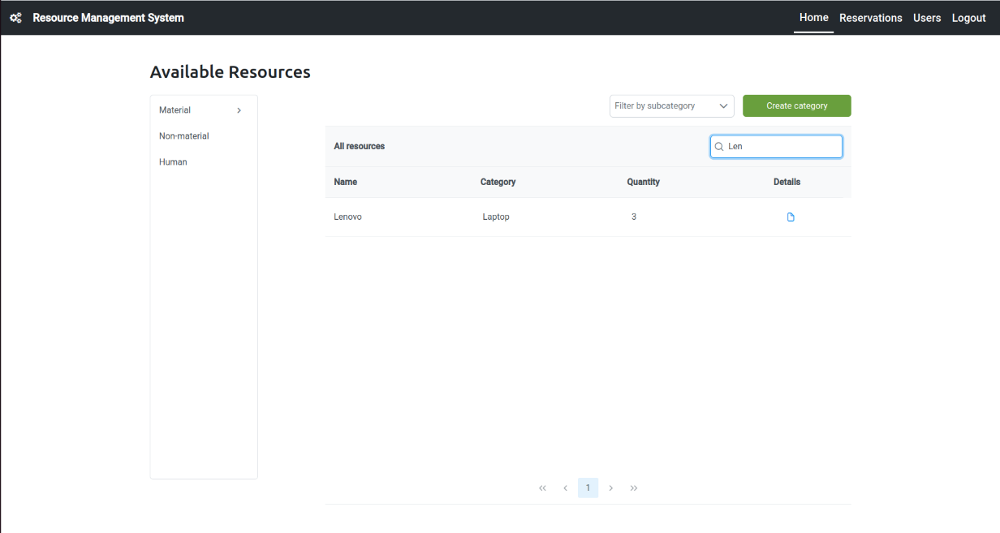 Resource Management System
Home Reservations Users Logout
Available Resources
Material
Non-material
Human
Filter by subcategory
Create category
All resources
Len
Name Category Quantity Details
Lenovo Laptop 3
1